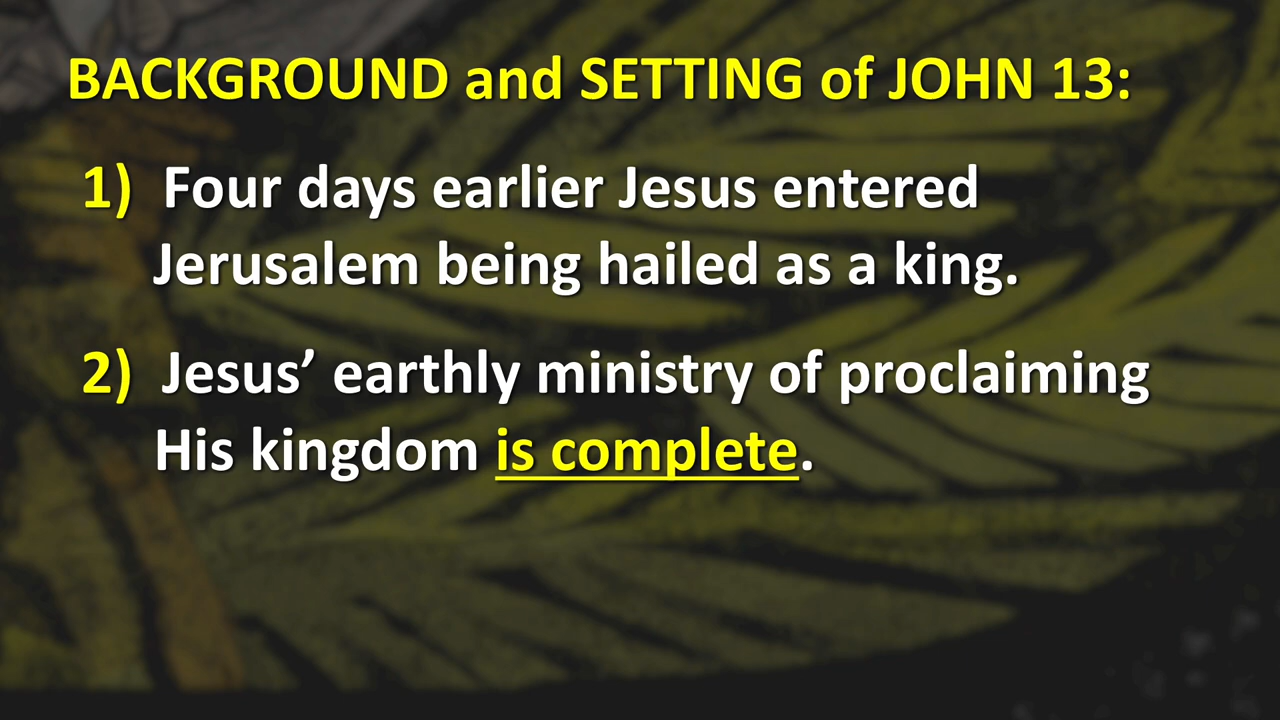 BACKGROUND and SETTING of JOHN 13:
1) Four days earlier Jesus entered
Jerusalem being hailed as a king.
2) Jesus’ earthly ministry of proclaiming
His kingdom is complete.